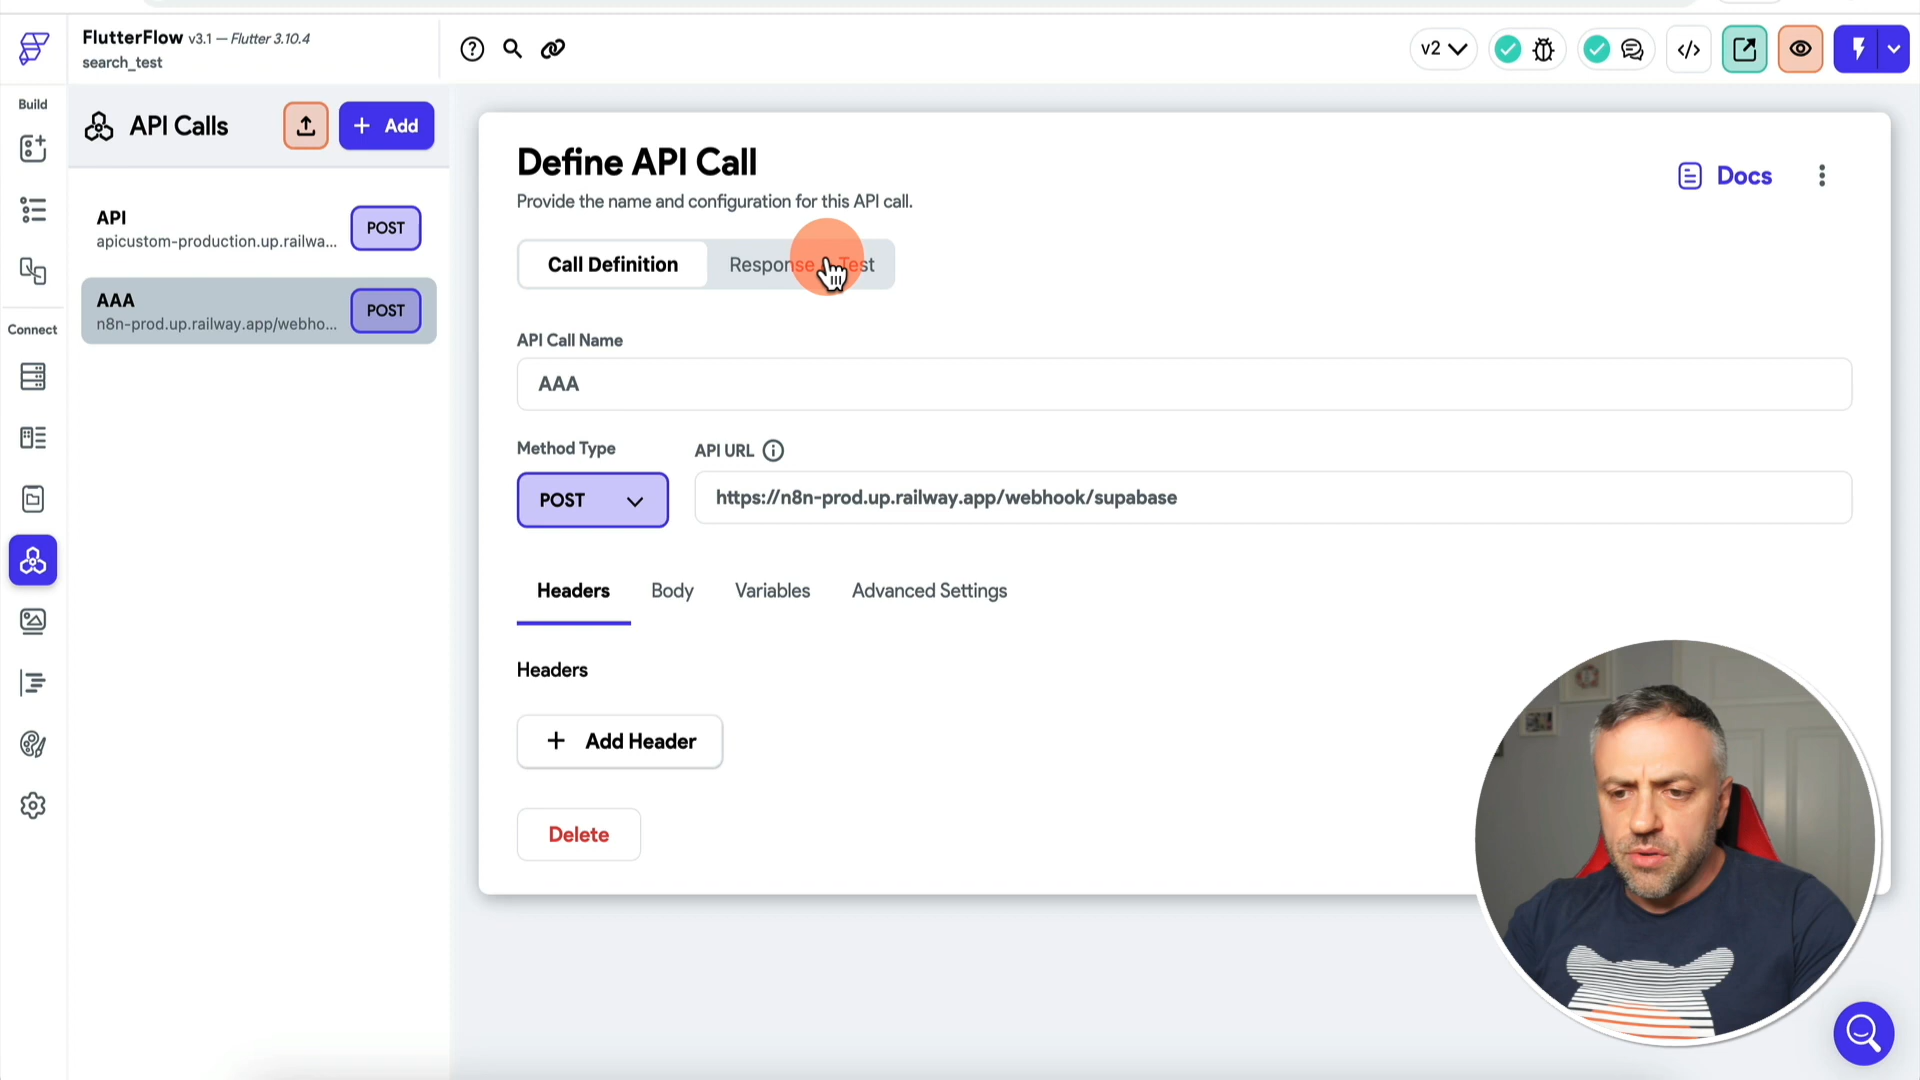 FlutterFlow v3.1 — Flutter 3.10.4
search_test
v2
Build
API Calls
+ Add
Connect
API
apicustom-production.up.railwa...
POST
AAA
n8n-prod.up.railway.app/webho...
POST
Define API Call
Provide the name and configuration for this API call.
Docs
Call Definition
Response & Test
API Call Name
AAA
Method Type
API URL
POST
https://n8n-prod.up.railway.app/webhook/supabase
Headers
Body
Variables
Advanced Settings
Headers
+ Add Header
Delete